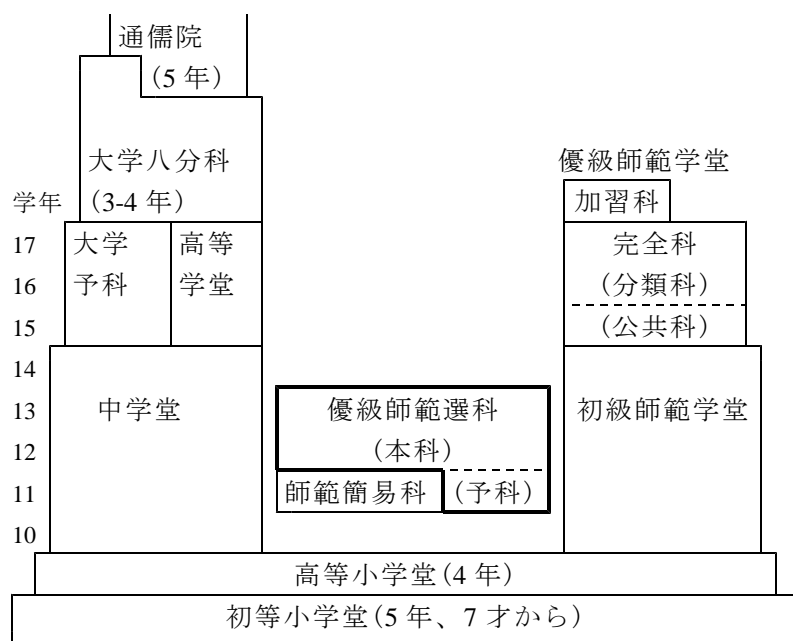 通儒院
(5 年)
大学八分科
優級師範学堂
学年
(3-4 年)
加習科
17
大学
高等
完全科
16
予科
学堂
(分類科)
15
(公共科)
14
13
中学堂
優級師範選科
初級師範学堂
12
(本科)
11
師範簡易科
(予科)
10
高等小学堂(4 年)
初等小学堂(5 年、7 才から)